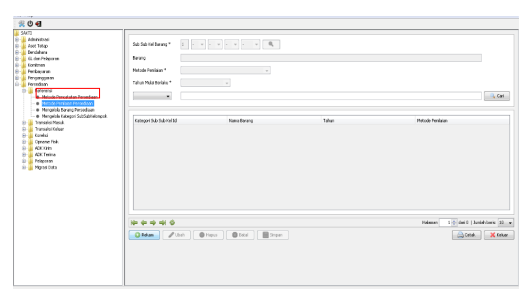 SAKTI
Administrasi
Aset Tetap
Bendahara
GL dan Pelaporan
Komitmen
Pembayaran
Penganggaran
Persediaan
Referensi
Metode Pencatatan Persediaan
Metode Penilaian Persediaan
Mengelola Barang Persediaan
Mengelola Kategori SubSubKelompok
Transaksi Masuk
Transaksi Keluar
Koreksi
Opname Fisik
ADK Kirim
ADK Terima
Pelaporan
Migrasi Data
Sub Sub Kel Barang *
Barang
Metode Penilaian *
Tahun Mulai Berlaku *
Cari
Kategori Sub Sub Kel Id Nama Barang Tahun Metode Penilaian
Halaman 1 dari 0 | Jumlah baris: 10
Rekam Ubah Hapus Batal Simpan Cetak Keluar